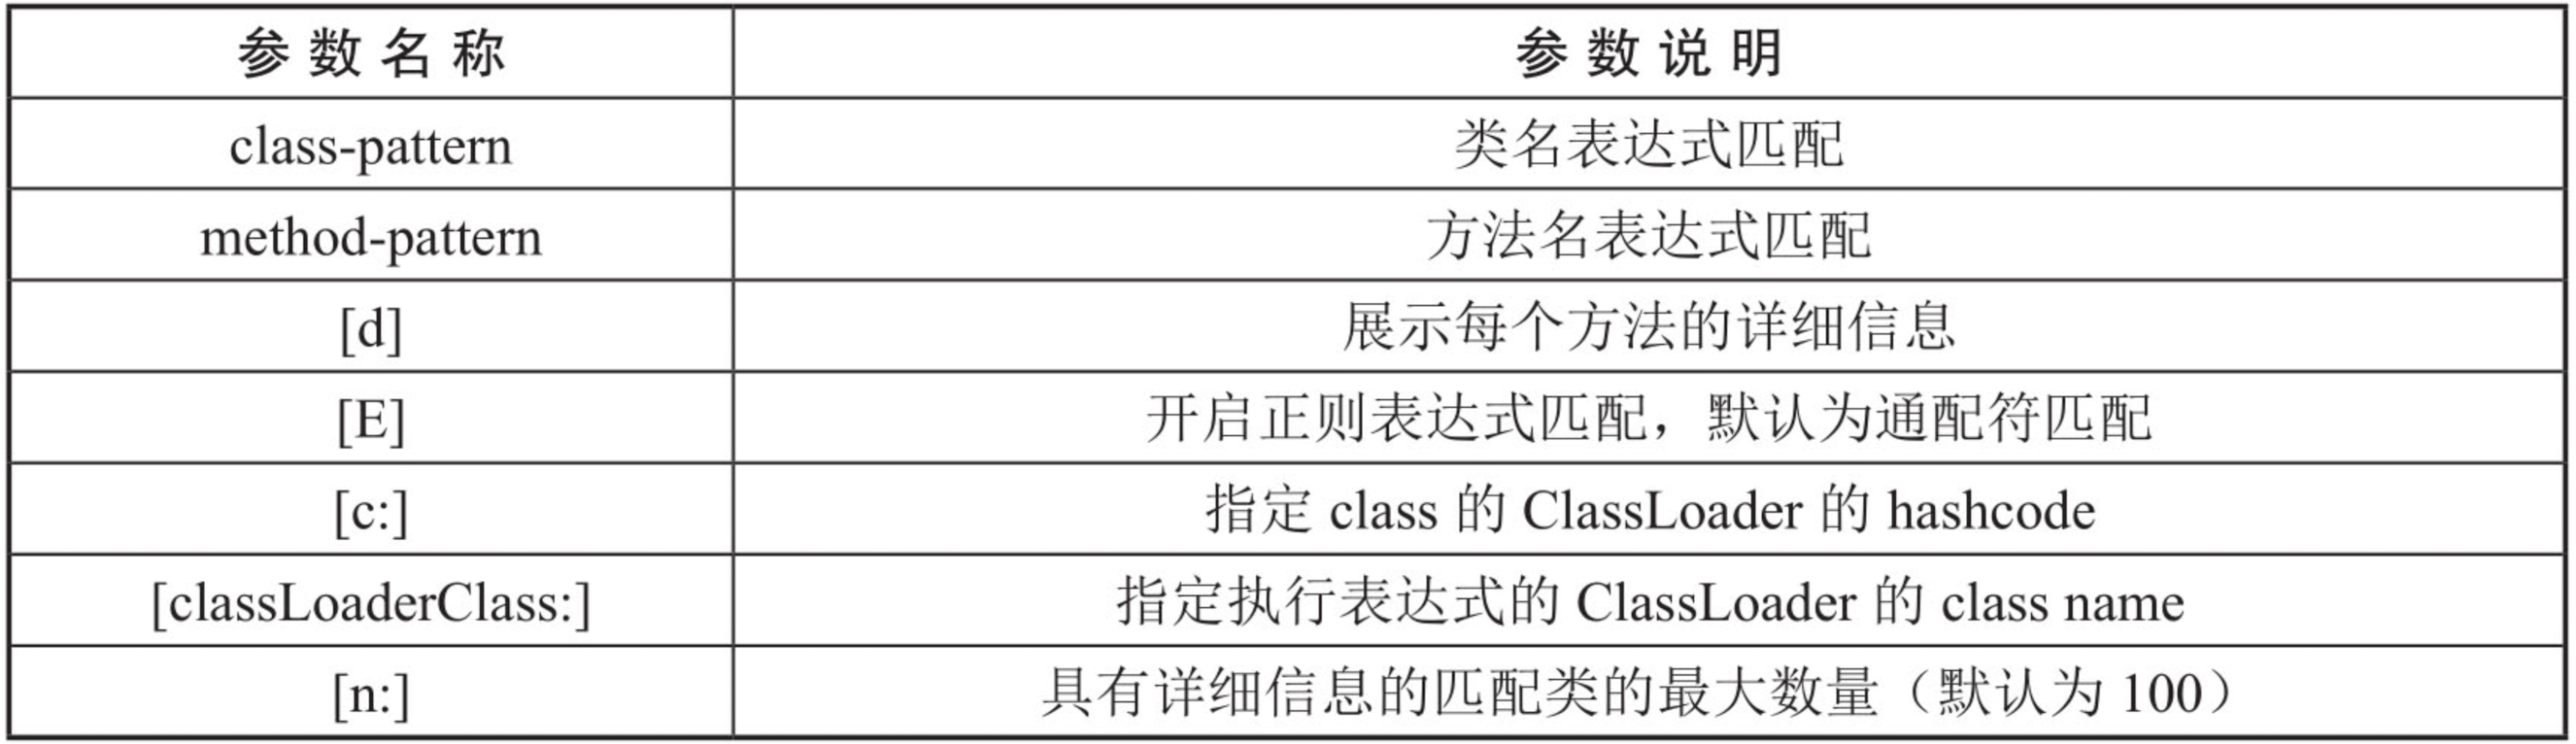 参数名称 参数说明
class-pattern 类名表达式匹配
method-pattern 方法名表达式匹配
[d] 展示每个方法的详细信息
[E] 开启正则表达式匹配，默认为通配符匹配
[c:] 指定 class 的 ClassLoader 的 hashcode
[classLoaderClass:] 指定执行表达式的 ClassLoader 的 class name
[n:] 具有详细信息的匹配类的最大数量（默认为 100）